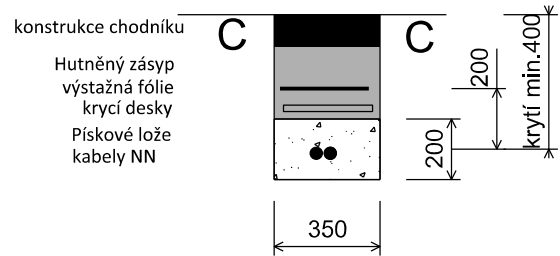 konstrukce chodníku
C
C
Hutněný zásyp
výstažná fólie
krycí desky
Pískové lože
kabely NN
200
200
krytí min.400
350